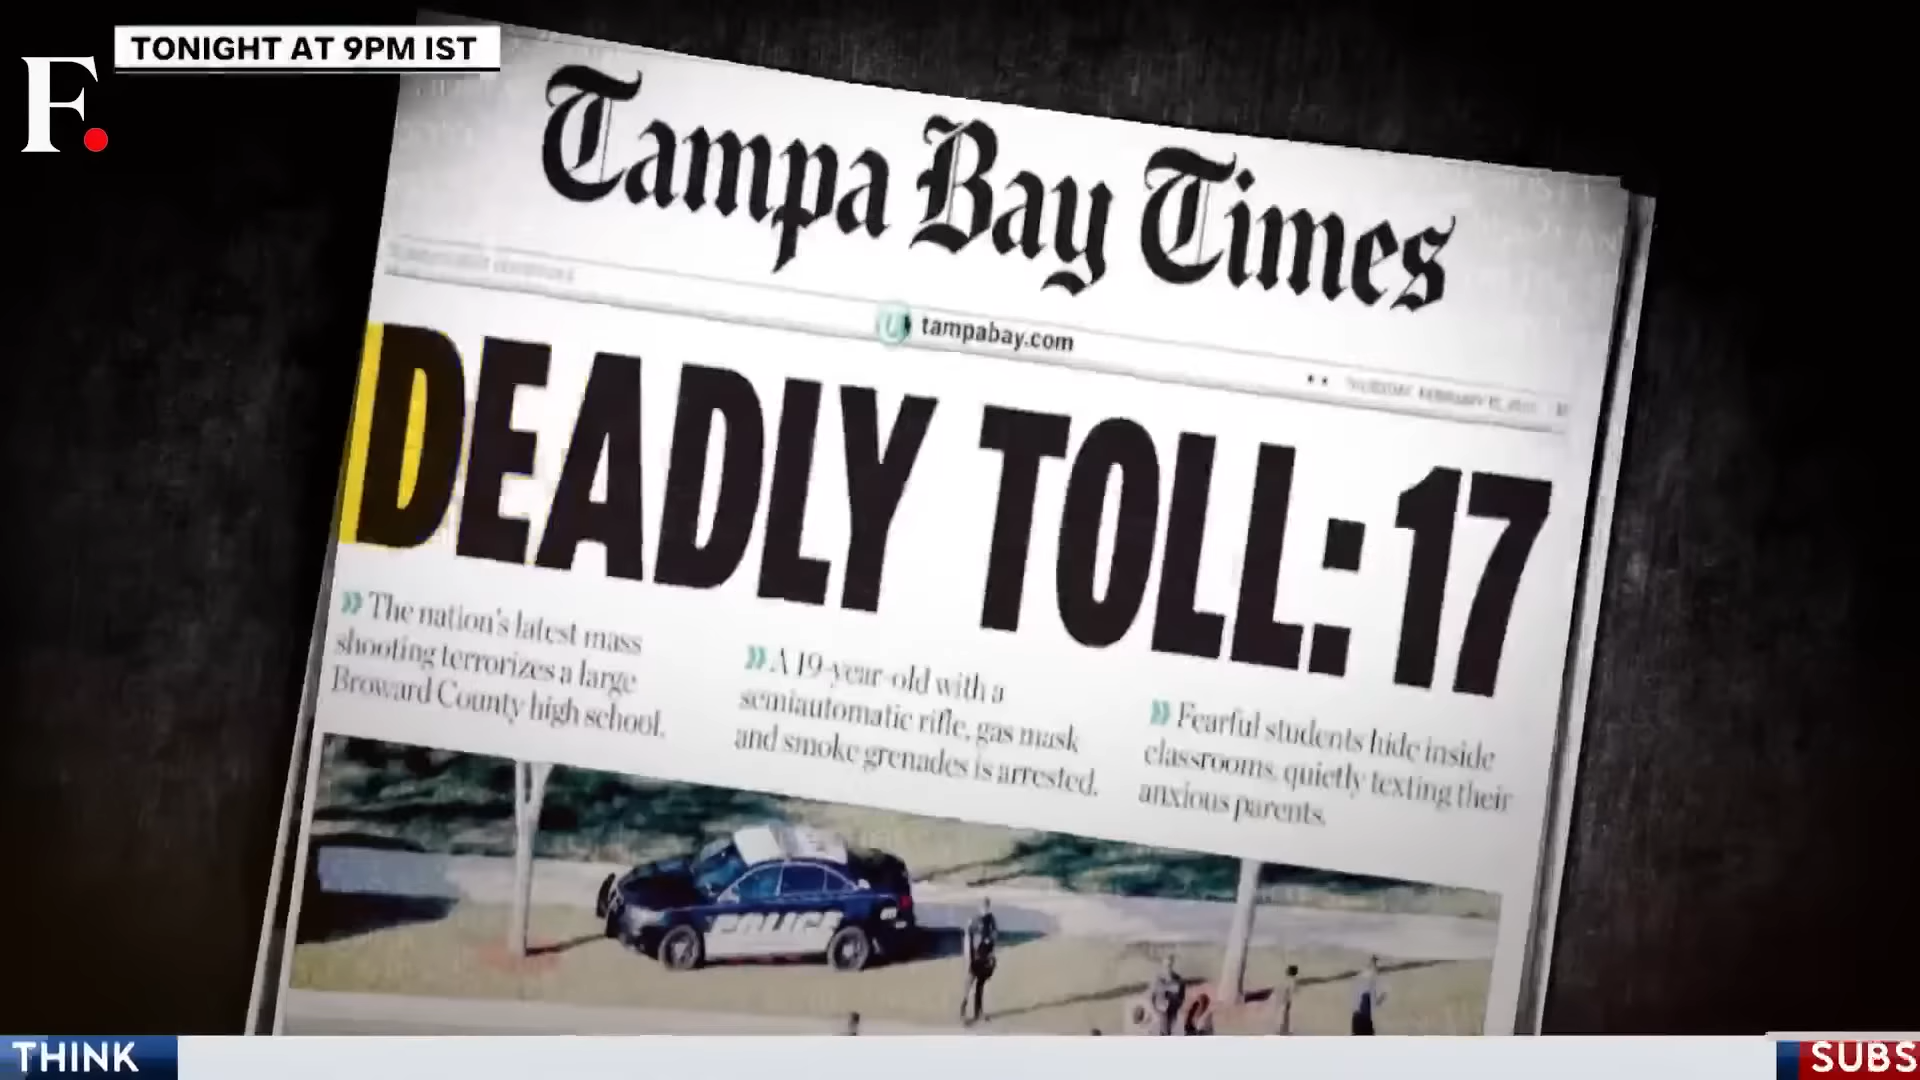 TONIGHT AT 9PM IST
F.
Tampa Bay Times
tampabay.com
DEADLY TOLL: 17
» The nation's latest mass
shooting terrorizes a large
Broward County high school.
» A 19-year-old with a
semiautomatic rifle, gas mask
and smoke grenades is arrested.
» Fearful students hide inside
classrooms, quietly texting their
anxious parents.
POLICE
THINK
SUBS